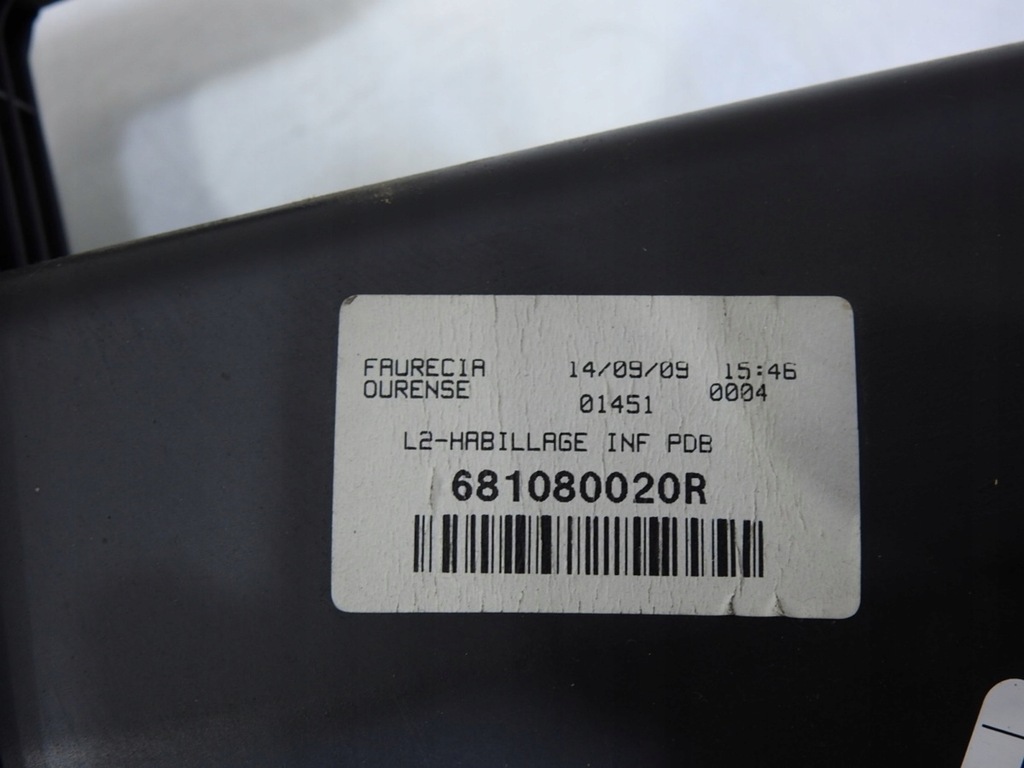 FAURECIA 14/09/09 15:46
OURENSE 01451 0004
L2-HABILLAGE INF PDB
681080020R